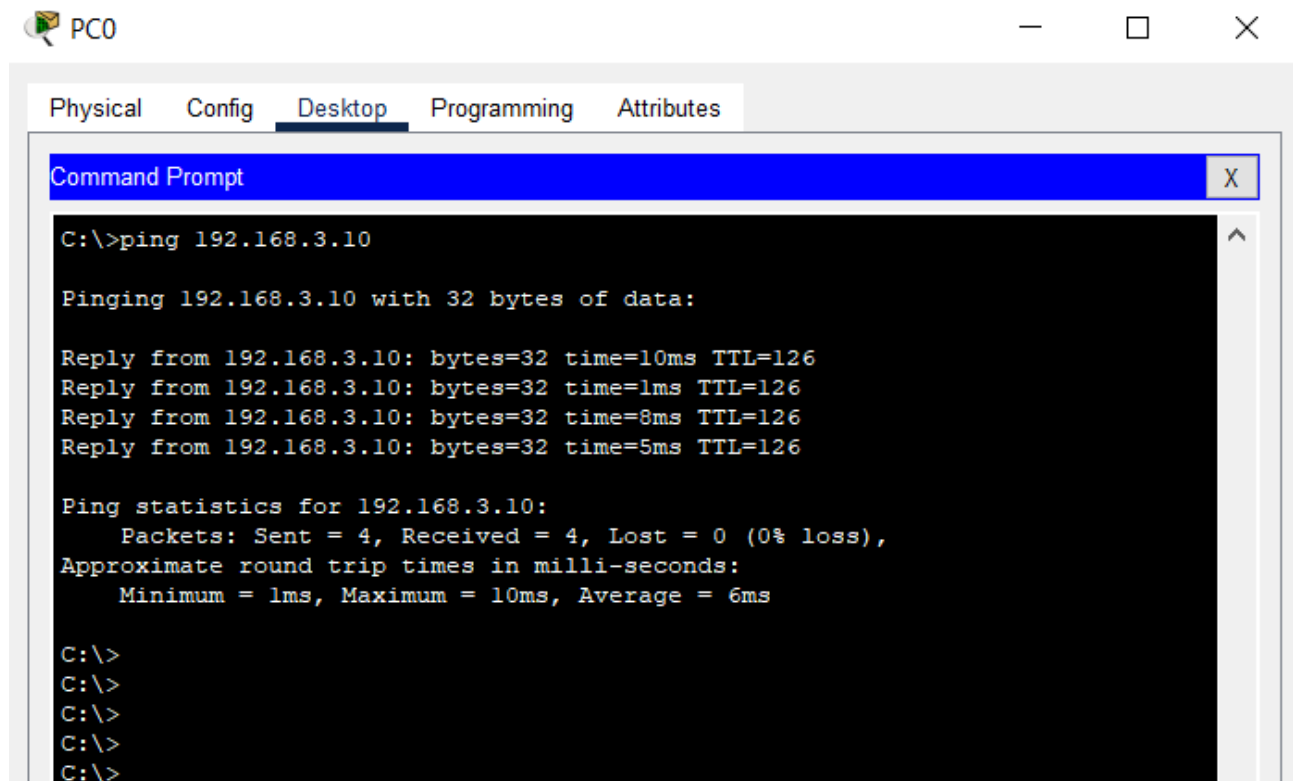 PC0
Physical Config Desktop Programming Attributes
Command Prompt X
C:\>ping 192.168.3.10
Pinging 192.168.3.10 with 32 bytes of data:
Reply from 192.168.3.10: bytes=32 time=10ms TTL=126
Reply from 192.168.3.10: bytes=32 time=1ms TTL=126
Reply from 192.168.3.10: bytes=32 time=8ms TTL=126
Reply from 192.168.3.10: bytes=32 time=5ms TTL=126
Ping statistics for 192.168.3.10:
Packets: Sent = 4, Received = 4, Lost = 0 (0% loss),
Approximate round trip times in milli-seconds:
Minimum = 1ms, Maximum = 10ms, Average = 6ms
C:\>
C:\>
C:\>
C:\>
C:\>